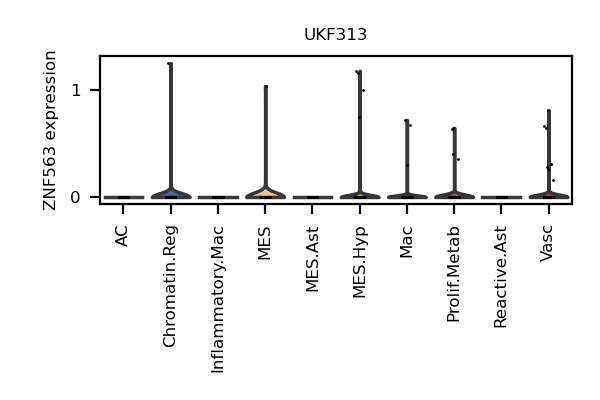 UKF313
ZNF563 expression
1
0
AC
Chromatin.Reg
Inflammatory.Mac
MES
MES.Ast
MES.Hyp
Mac
Prolif.Metab
Reactive.Ast
Vasc